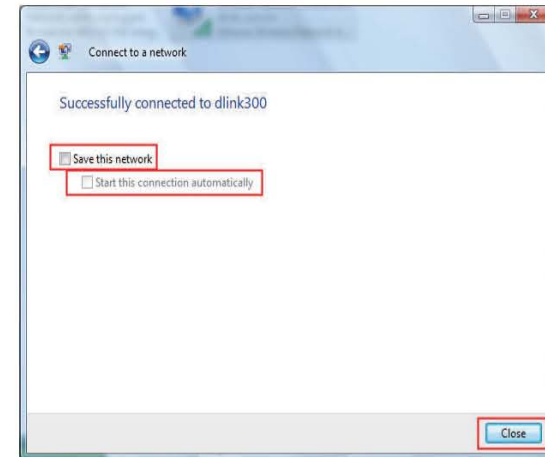 Connect to a network
Successfully connected to dlink300
Save this network
Start this connection automatically
Close